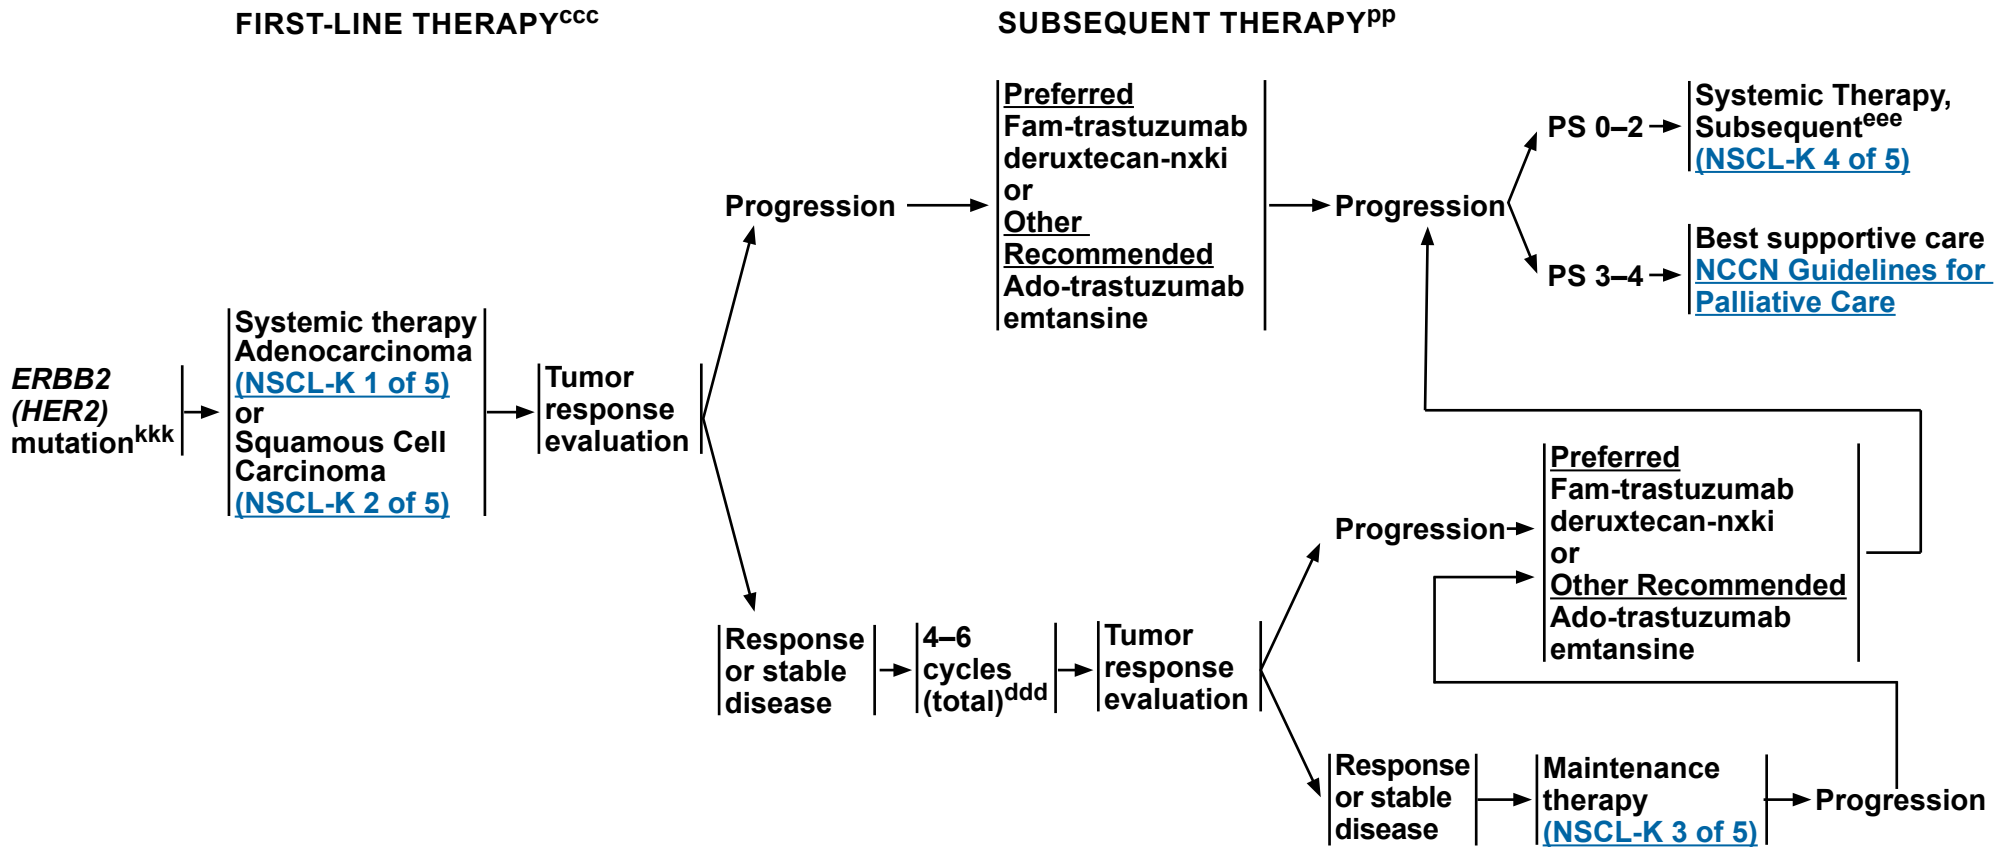 FIRST-LINE THERAPYccc
SUBSEQUENT THERAPYpp
ERBB2
(HER2)
mutationkkk
Systemic therapy
Adenocarcinoma
(NSCL-K 1 of 5)
or
Squamous Cell
Carcinoma
(NSCL-K 2 of 5)
Tumor
response
evaluation
Progression
Preferred
Fam-trastuzumab
deruxtecan-nxki
or
Other
Recommended
Ado-trastuzumab
emtansine
Progression
PS 0–2
Systemic Therapy,
Subsequenteee
(NSCL-K 4 of 5)
PS 3–4
Best supportive care
NCCN Guidelines for
Palliative Care
Response
or stable
disease
4–6
cycles
(total)ddd
Tumor
response
evaluation
Progression
Preferred
Fam-trastuzumab
deruxtecan-nxki
or
Other Recommended
Ado-trastuzumab
emtansine
Response
or stable
disease
Maintenance
therapy
(NSCL-K 3 of 5)
Progression